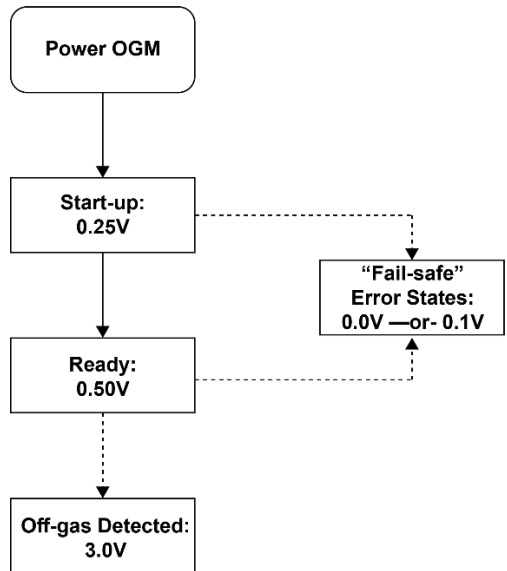 Power OGM
Start-up:
0.25V
“Fail-safe”
Error States:
0.0V —or- 0.1V
Ready:
0.50V
Off-gas Detected:
3.0V